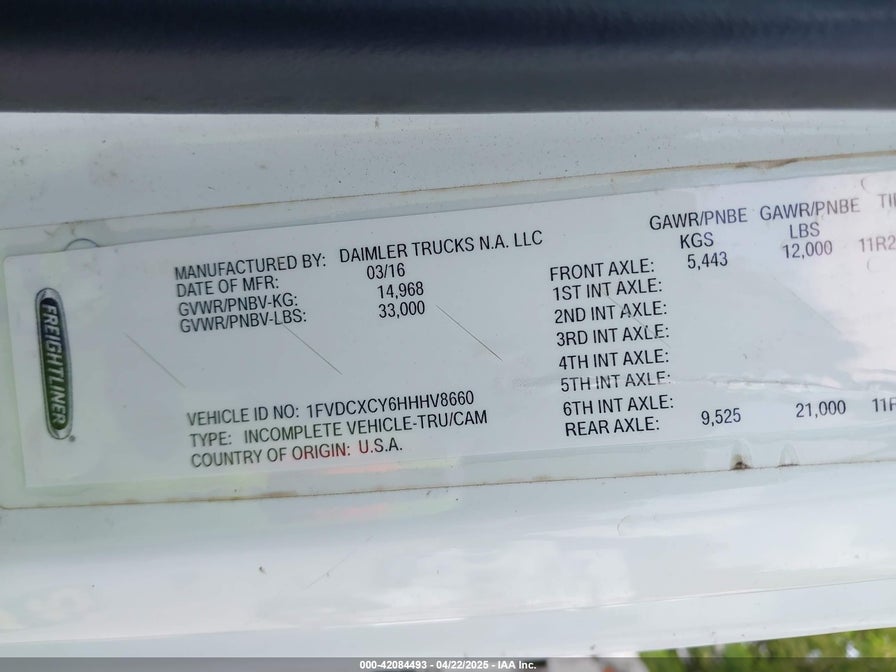 FREIGHTLINER
MANUFACTURED BY: DAIMLER TRUCKS N.A. LLC
DATE OF MFR: 03/16
GVWR/PNBV-KG: 14,968
GVWR/PNBV-LBS: 33,000
VEHICLE ID NO: 1FVDCXCY6HHHV8660
TYPE: INCOMPLETE VEHICLE-TRU/CAM
COUNTRY OF ORIGIN: U.S.A.
GAWR/PNBE GAWR/PNBE
KGS LBS
FRONT AXLE: 5,443 12,000
1ST INT AXLE:
2ND INT AXLE:
3RD INT AXLE:
4TH INT AXLE:
5TH INT AXLE:
6TH INT AXLE:
REAR AXLE: 9,525 21,000
000-42084493 - 04/22/2025 - IAA Inc.